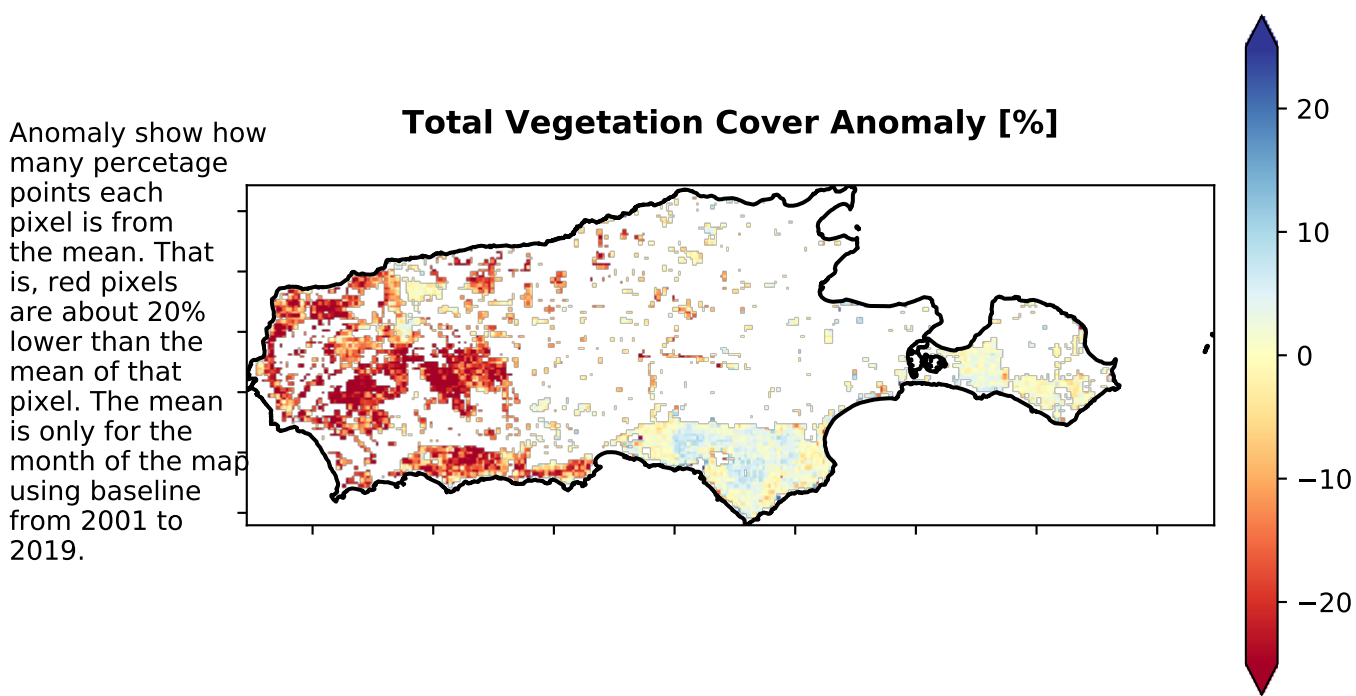 Total Vegetation Cover Anomaly [%]
Anomaly show how
many percetage
points each
pixel is from
the mean. That
is, red pixels
are about 20%
lower than the
mean of that
pixel. The mean
is only for the
month of the map
using baseline
from 2001 to
2019.
20
10
0
−10
−20